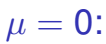 μ = 0: